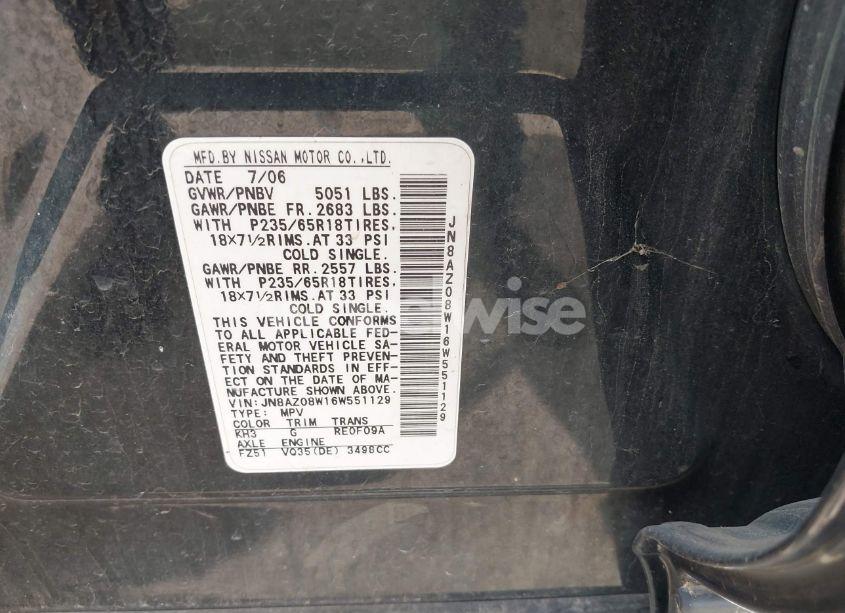 MFD.BY NISSAN MOTOR CO.,LTD.
DATE 7/06
GVWR/PNBV 5051 LBS.
GAWR/PNBE FR. 2683 LBS.
WITH P235/65R18TIRES,
18×7½RIMS.AT 33 PSI
COLD SINGLE.
GAWR/PNBE RR. 2557 LBS.
WITH P235/65R18TIRES,
18×7½RIMS.AT 33 PSI
COLD SINGLE.
THIS VEHICLE CONFORMS
TO ALL APPLICABLE FED-
ERAL MOTOR VEHICLE SA-
FETY AND THEFT PREVEN-
TION STANDARDS IN EFF-
ECT ON THE DATE OF MA-
NUFACTURE SHOWN ABOVE.
VIN:JN8AZ08W16W551129
TYPE: MPV
COLOR TRIM TRANS
KH3 G RE0F09A
AXLE ENGINE
FZ51 VQ35(DE) 3498CC
JN8AZ08W16W551129